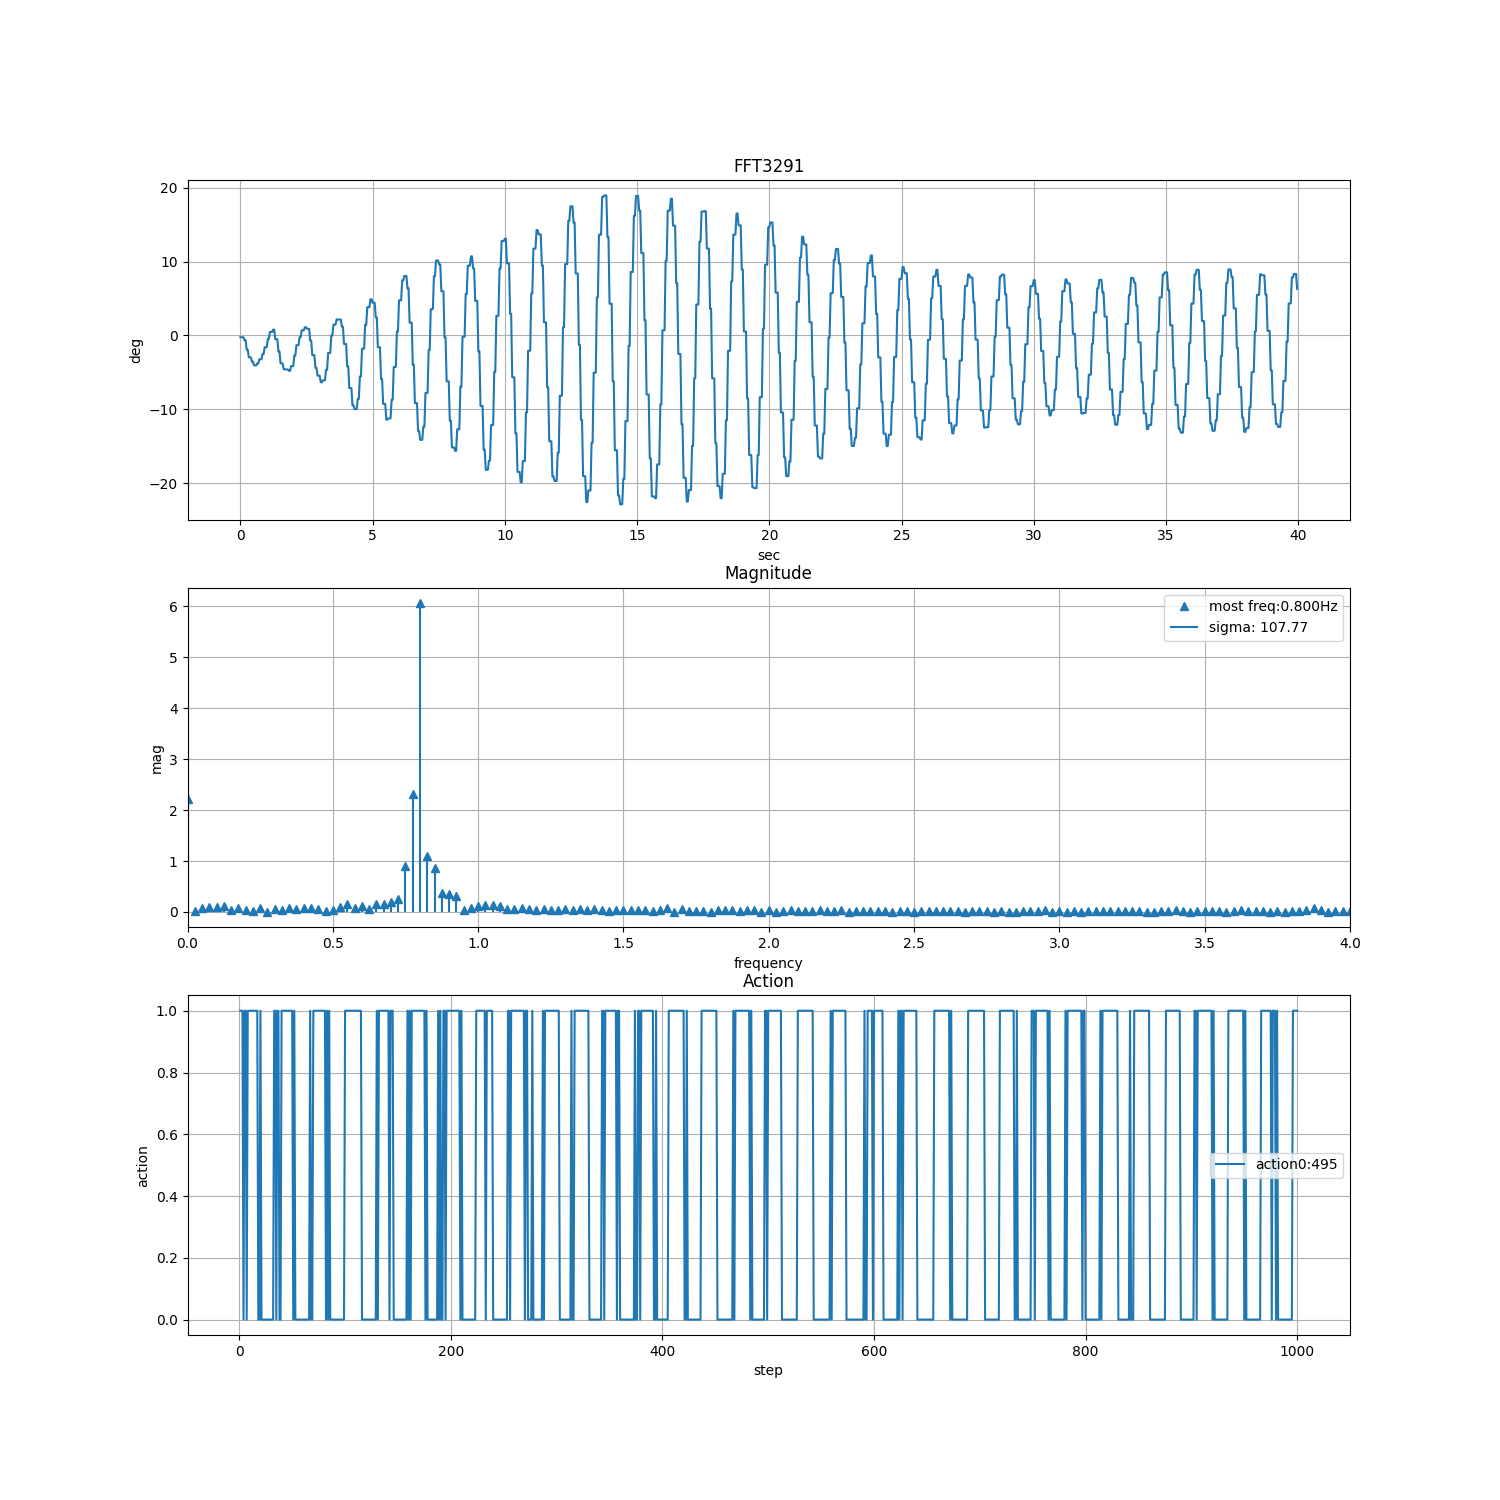 FFT3291
20
10
0
−10
−20
deg
0 5 10 15 20 25 30 35 40
sec
Magnitude
most freq:0.800Hz
sigma: 107.77
6
5
4
3
2
1
0
mag
0.0 0.5 1.0 1.5 2.0 2.5 3.0 3.5 4.0
frequency
Action
1.0
0.8
0.6
0.4
0.2
0.0
action
action0:495
0 200 400 600 800 1000
step